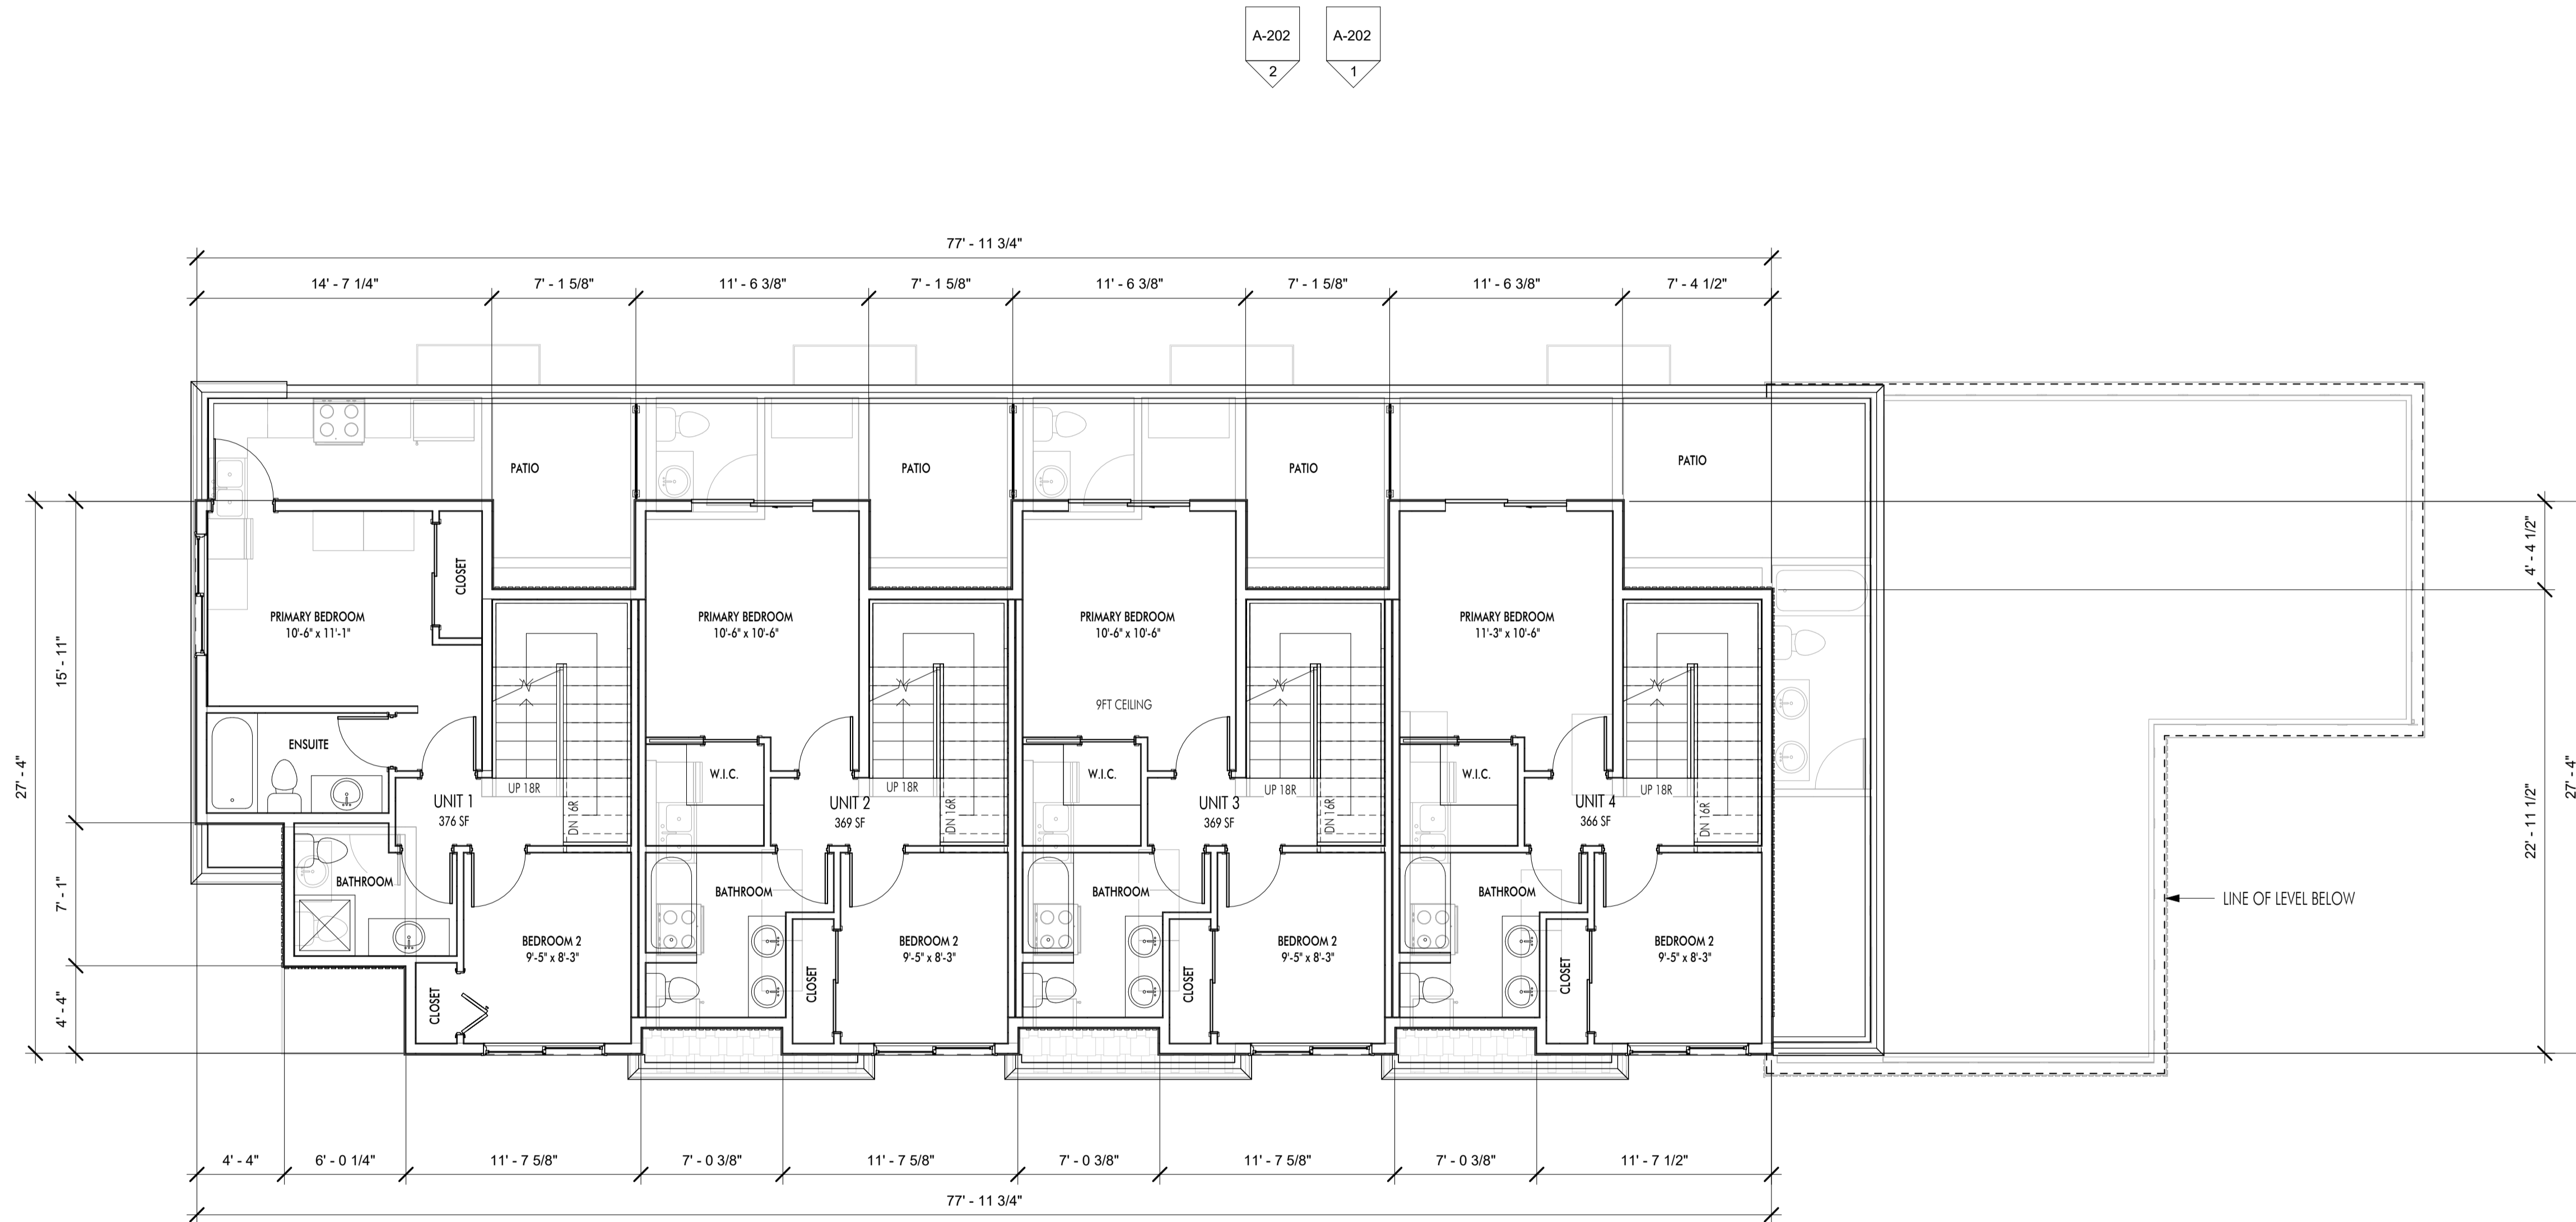 A-202
2
A-202
1
77' - 11 3/4"
14' - 7 1/4"
7' - 1 5/8"
11' - 6 3/8"
7' - 1 5/8"
11' - 6 3/8"
7' - 1 5/8"
11' - 6 3/8"
7' - 4 1/2"
PATIO
PATIO
PATIO
PATIO
27' - 4"
15' - 11"
7' - 1"
4' - 4"
CLOSET
PRIMARY BEDROOM
10'-6" x 11'-1"
PRIMARY BEDROOM
10'-6" x 10'-6"
PRIMARY BEDROOM
10'-6" x 10'-6"
PRIMARY BEDROOM
11'-3" x 10'-6"
4' - 4 1/2"
22' - 11 1/2"
27' - 4"
9FT CEILING
ENSUITE
W.I.C.
W.I.C.
W.I.C.
UP 18R
UP 18R
UP 18R
UP 18R
UNIT 1
376 SF
UNIT 2
369 SF
UNIT 3
369 SF
UNIT 4
366 SF
DN 16R
DN 16R
DN 16R
DN 16R
BATHROOM
BATHROOM
BATHROOM
BATHROOM
LINE OF LEVEL BELOW
BEDROOM 2
9'-5" x 8'-3"
BEDROOM 2
9'-5" x 8'-3"
BEDROOM 2
9'-5" x 8'-3"
BEDROOM 2
9'-5" x 8'-3"
CLOSET
CLOSET
CLOSET
CLOSET
4' - 4"
6' - 0 1/4"
11' - 7 5/8"
7' - 0 3/8"
11' - 7 5/8"
7' - 0 3/8"
11' - 7 5/8"
7' - 0 3/8"
11' - 7 1/2"
77' - 11 3/4"